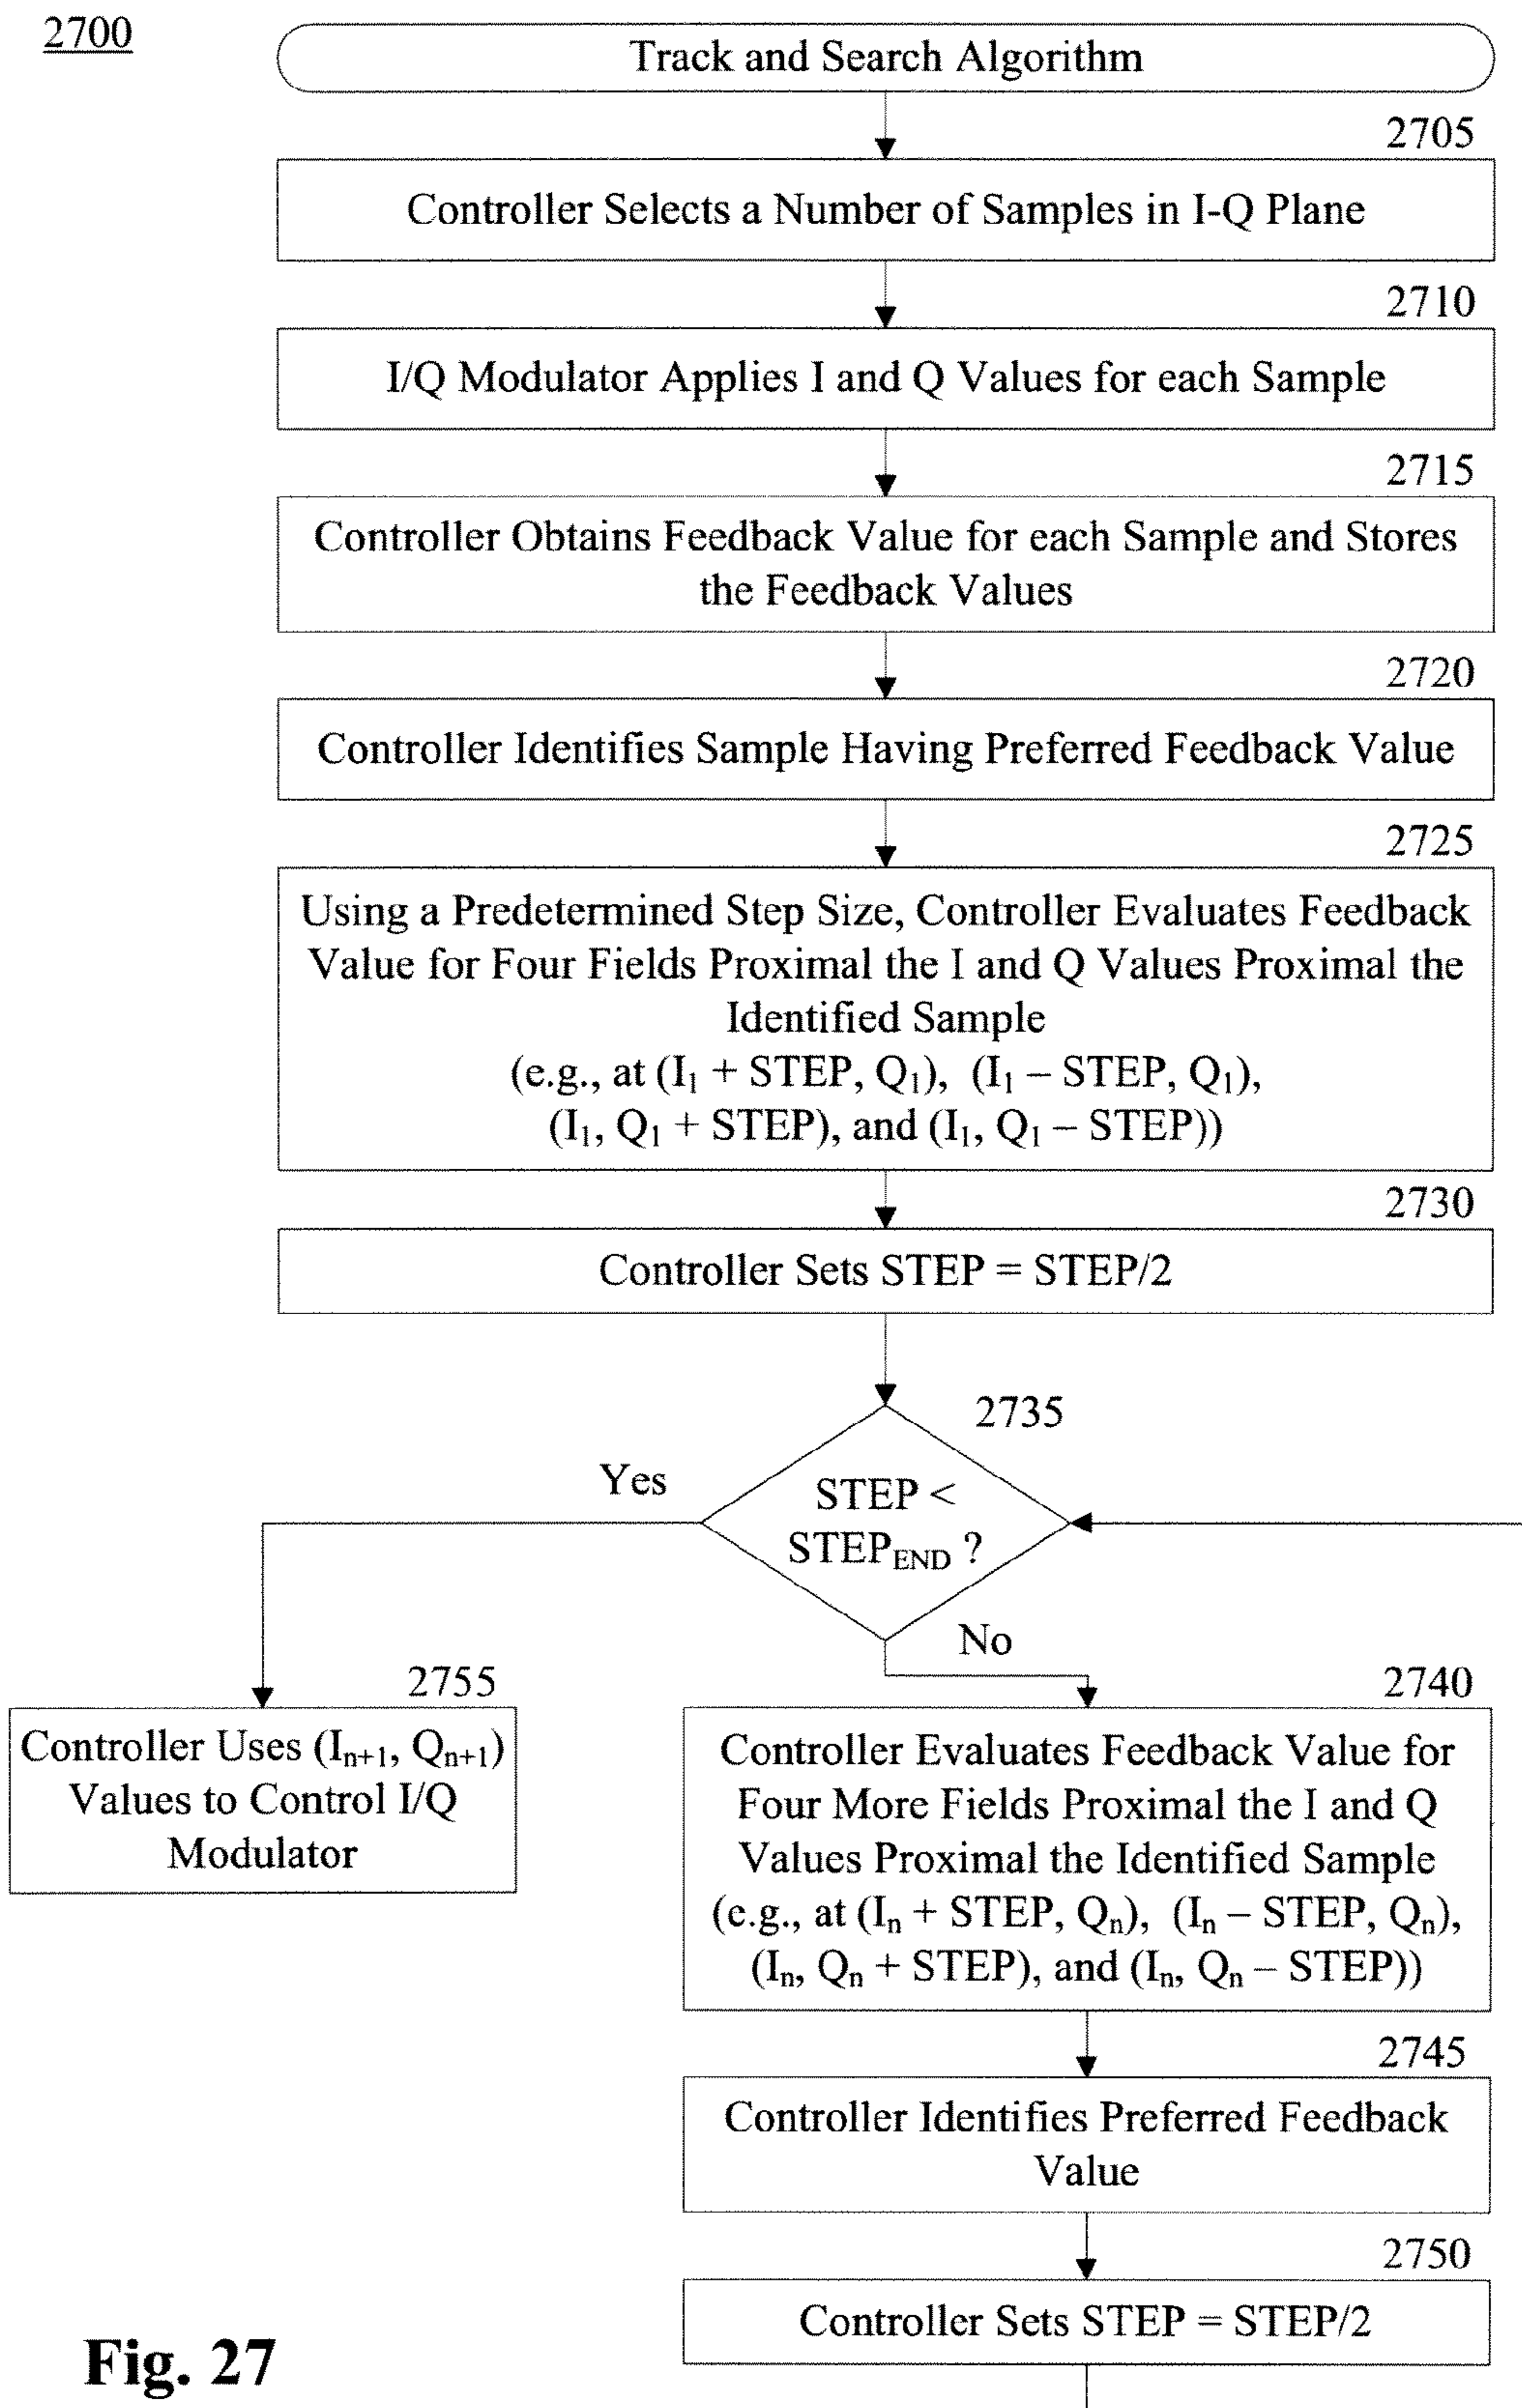 2700
Track and Search Algorithm
2705
Controller Selects a Number of Samples in I-Q Plane
2710
I/Q Modulator Applies I and Q Values for each Sample
2715
Controller Obtains Feedback Value for each Sample and Stores
the Feedback Values
2720
Controller Identifies Sample Having Preferred Feedback Value
2725
Using a Predetermined Step Size, Controller Evaluates Feedback
Value for Four Fields Proximal the I and Q Values Proximal the
Identified Sample
(e.g., at (I₁ + STEP, Q₁), (I₁ – STEP, Q₁),
(I₁, Q₁ + STEP), and (I₁, Q₁ – STEP))
2730
Controller Sets STEP = STEP/2
2735
Yes
STEP <
STEP_END ?
No
2755
Controller Uses (Iₙ₊₁, Qₙ₊₁)
Values to Control I/Q
Modulator
2740
Controller Evaluates Feedback Value for
Four More Fields Proximal the I and Q
Values Proximal the Identified Sample
(e.g., at (Iₙ + STEP, Qₙ), (Iₙ – STEP, Qₙ),
(Iₙ, Qₙ + STEP), and (Iₙ, Qₙ – STEP))
2745
Controller Identifies Preferred Feedback
Value
2750
Controller Sets STEP = STEP/2
Fig. 27